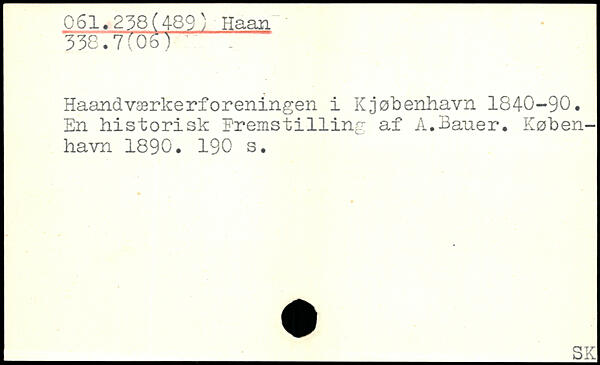 061.238(489) Haan
338.7(06)
Haandværkerforeningen i Kjøbenhavn 1840-90.
En historisk Fremstilling af A.Bauer. Køben-
havn 1890. 190 s.
SK